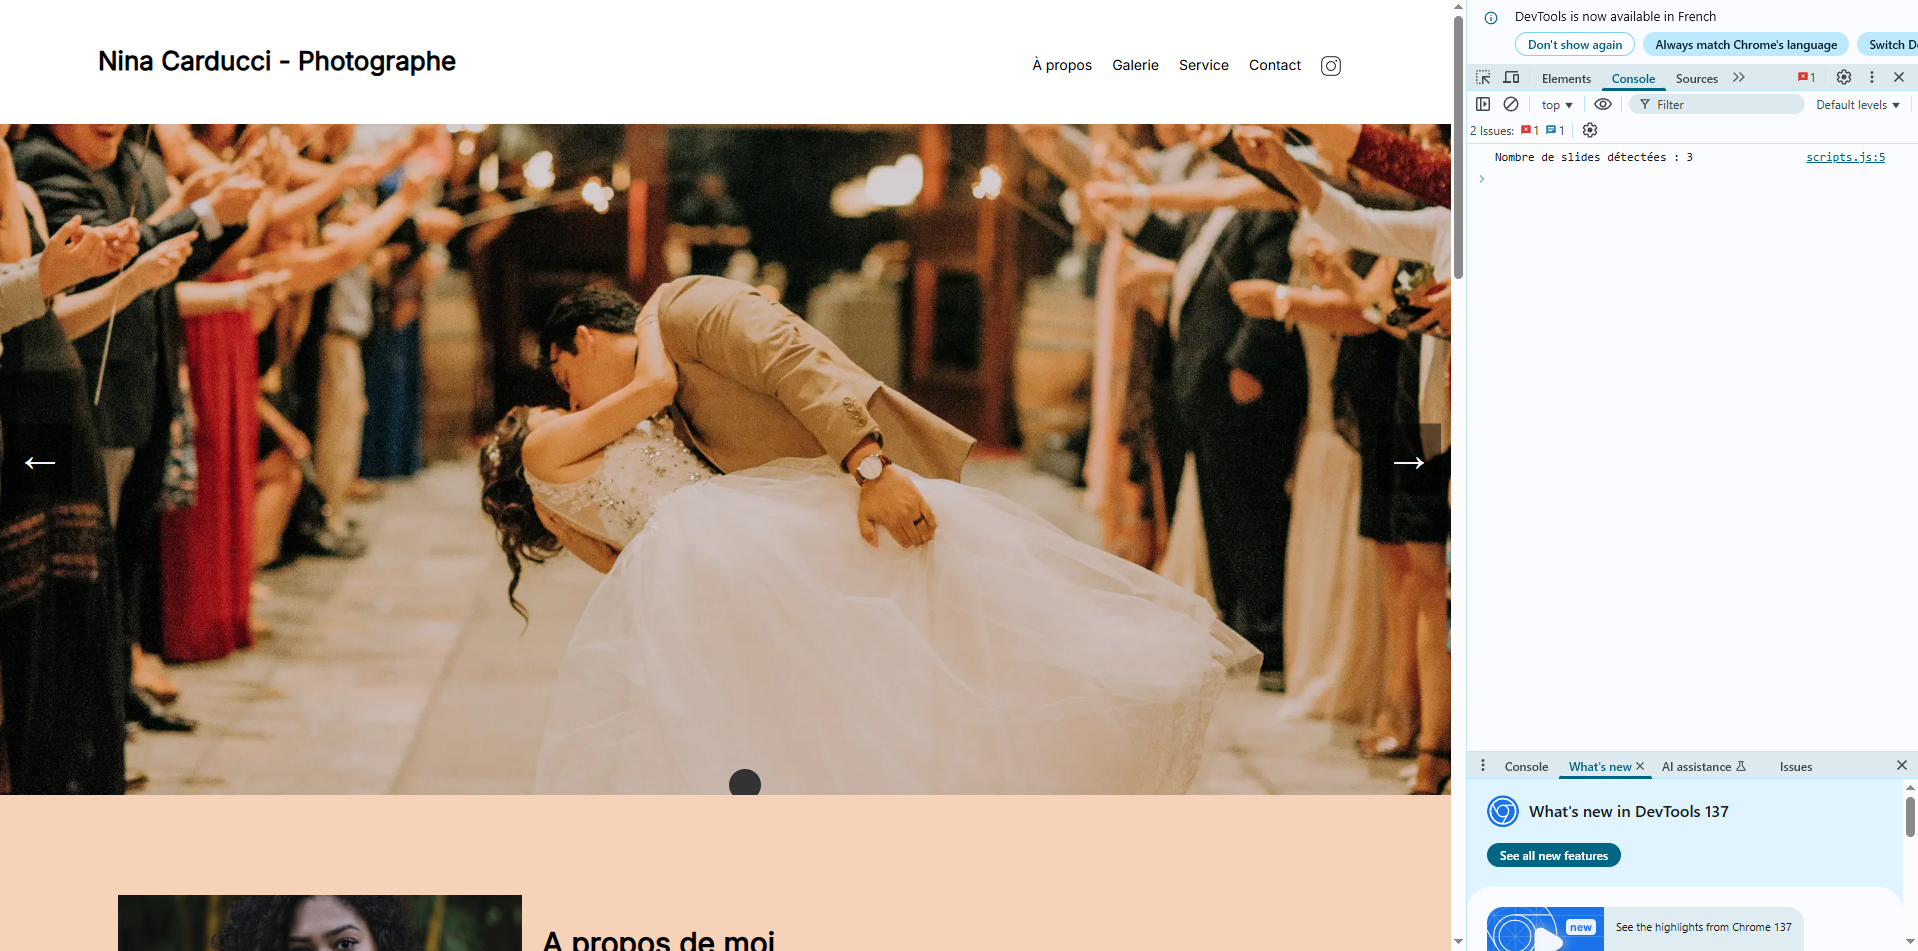 Nina Carducci - Photographe
À propos
Galerie
Service
Contact
←
→
A propos de moi
DevTools is now available in French
Don't show again
Always match Chrome's language
Switch D
Elements
Console
Sources
1
top
Filter
Default levels
2 Issues: 1 1
Nombre de slides détectées : 3 scripts.js:5
Console
What's new
AI assistance
Issues
What's new in DevTools 137
See all new features
new
See the highlights from Chrome 137